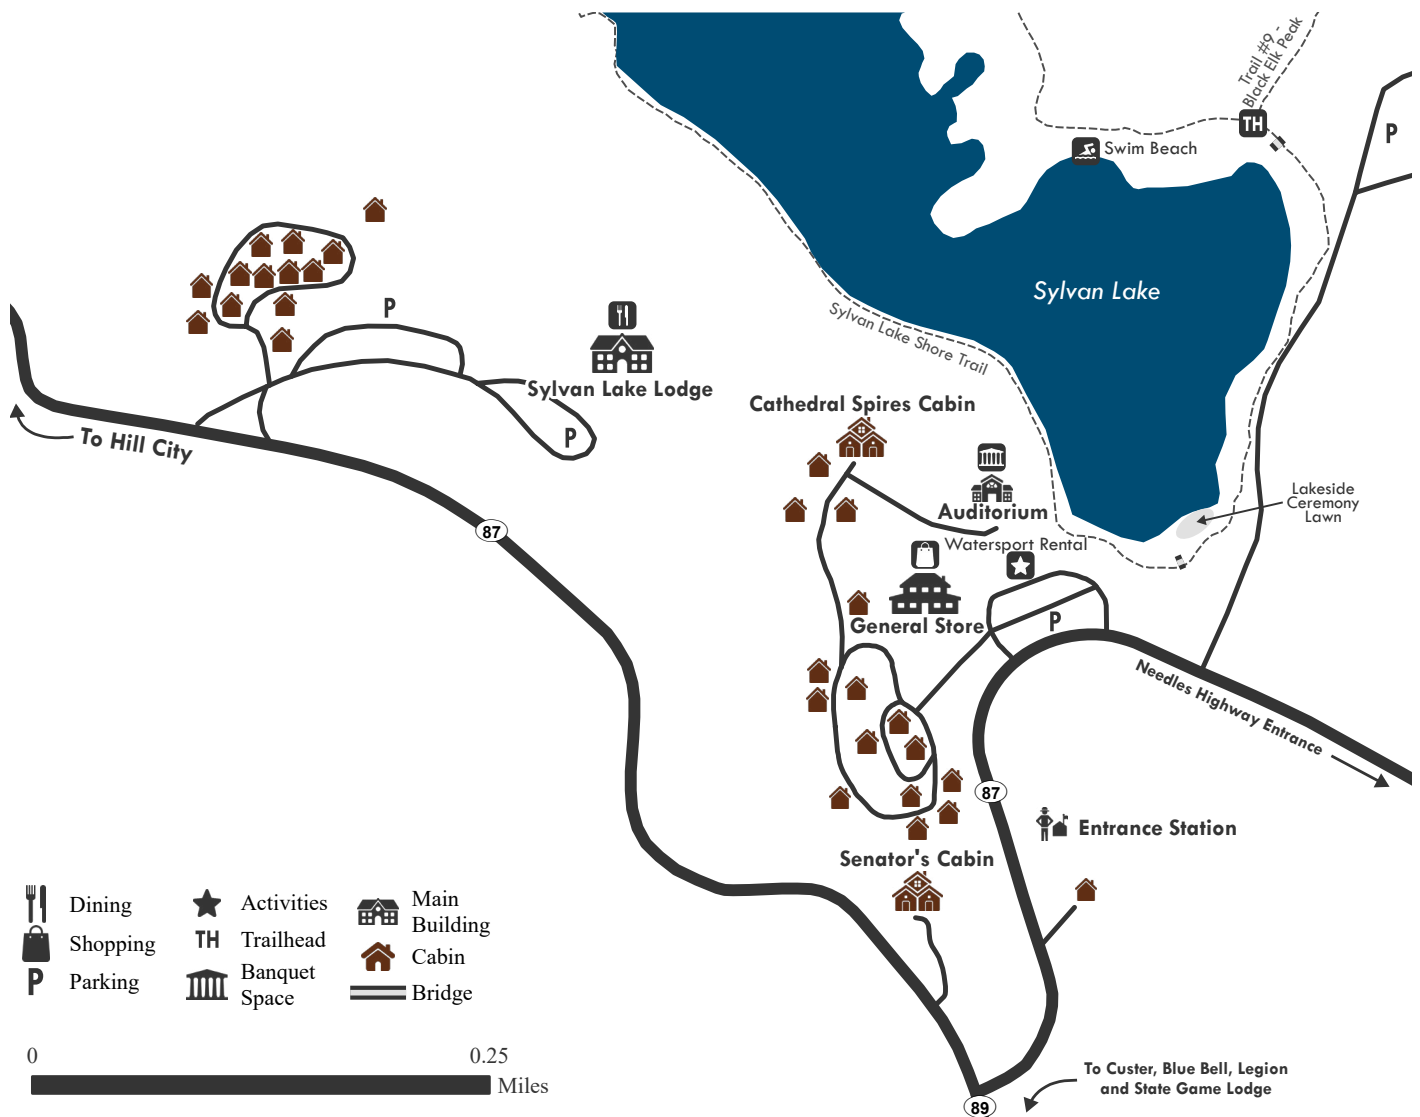 Trail #9 -
Black Elk Peak
TH
P
Swim Beach
Sylvan Lake
P
Sylvan Lake Shore Trail
Sylvan Lake Lodge
Cathedral Spires Cabin
P
To Hill City
87
Lakeside
Ceremony
Lawn
Auditorium
Watersport Rental
General Store
P
Needles Highway Entrance
87
Entrance Station
Senator's Cabin
Dining
Shopping
P Parking
Activities
TH Trailhead
Banquet
Space
Main
Building
Cabin
Bridge
0 0.25
Miles
To Custer, Blue Bell, Legion
and State Game Lodge
89